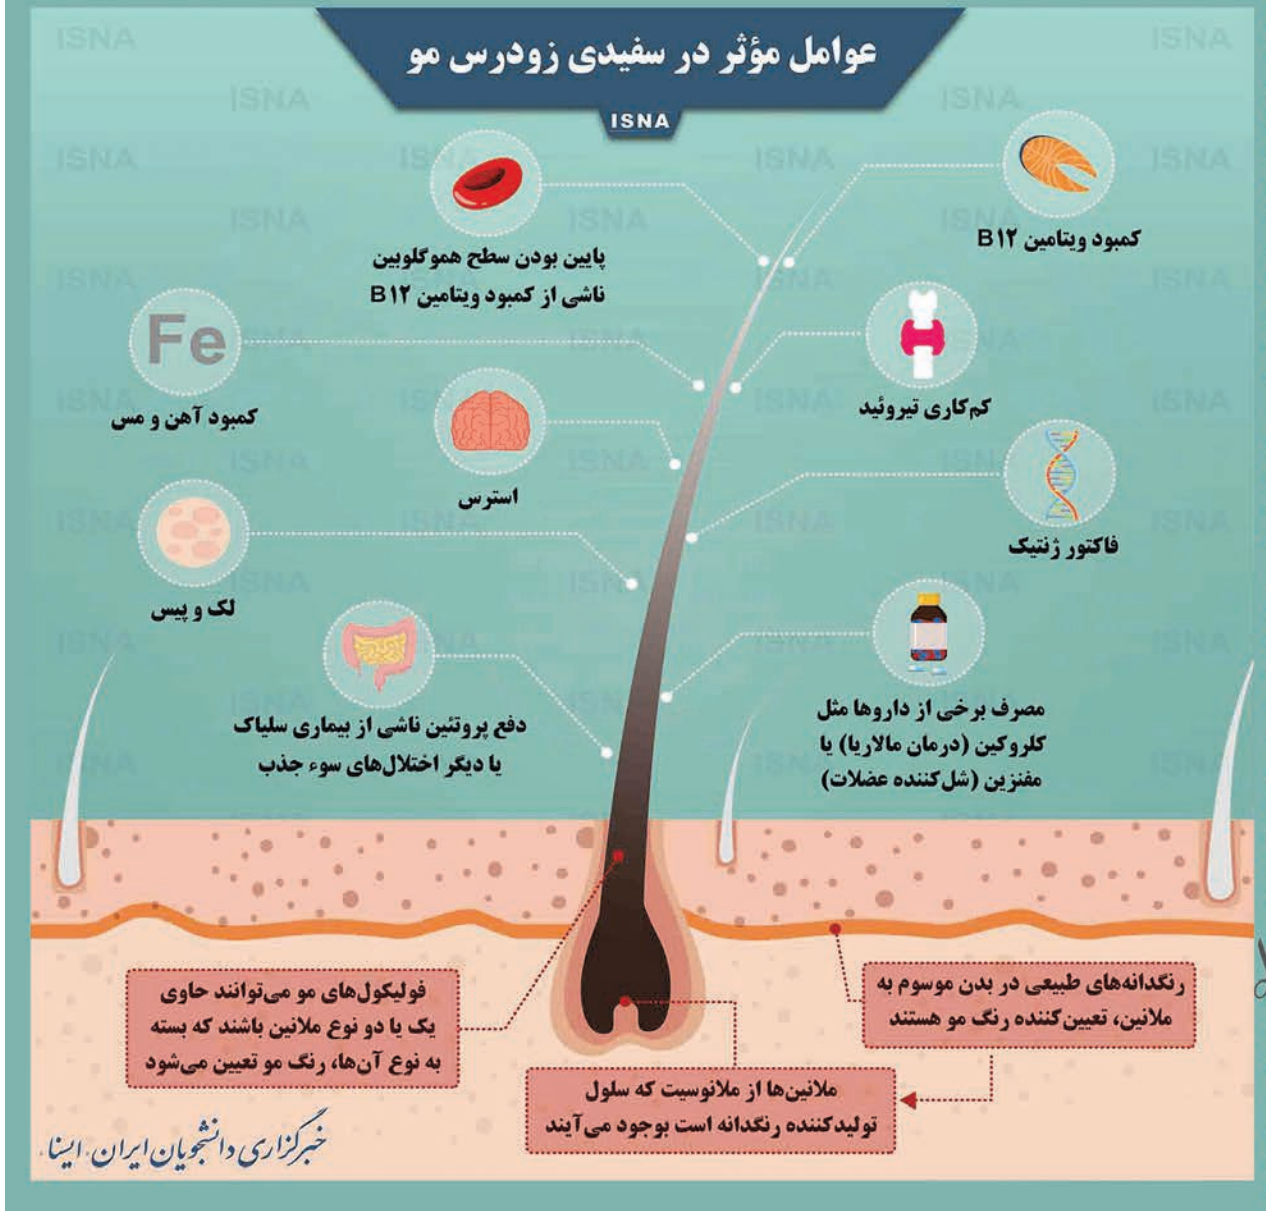 عوامل مؤثر در سفیدی زودرس مو
ISNA
کمبود ویتامین B۱۲
پایین بودن سطح هموگلوبین
ناشی از کمبود ویتامین B۱۲
کم‌کاری تیروئید
Fe
کمبود آهن و مس
استرس
فاکتور ژنتیک
لک و پیس
مصرف برخی از داروها مثل
کلروکین (درمان مالاریا) یا
مفنزین (شل‌کننده عضلات)
دفع پروتئین ناشی از بیماری سلیاک
یا دیگر اختلال‌های سوء جذب
رنگدانه‌های طبیعی در بدن موسوم به
ملانین، تعیین‌کننده رنگ مو هستند
فولیکول‌های مو می‌توانند حاوی
یک یا دو نوع ملانین باشند که بسته
به نوع آن‌ها، رنگ مو تعیین می‌شود
ملانین‌ها از ملانوسیت که سلول
تولیدکننده رنگدانه است بوجود می‌آیند
خبرگزاری دانشجویان ایران، ایسنا